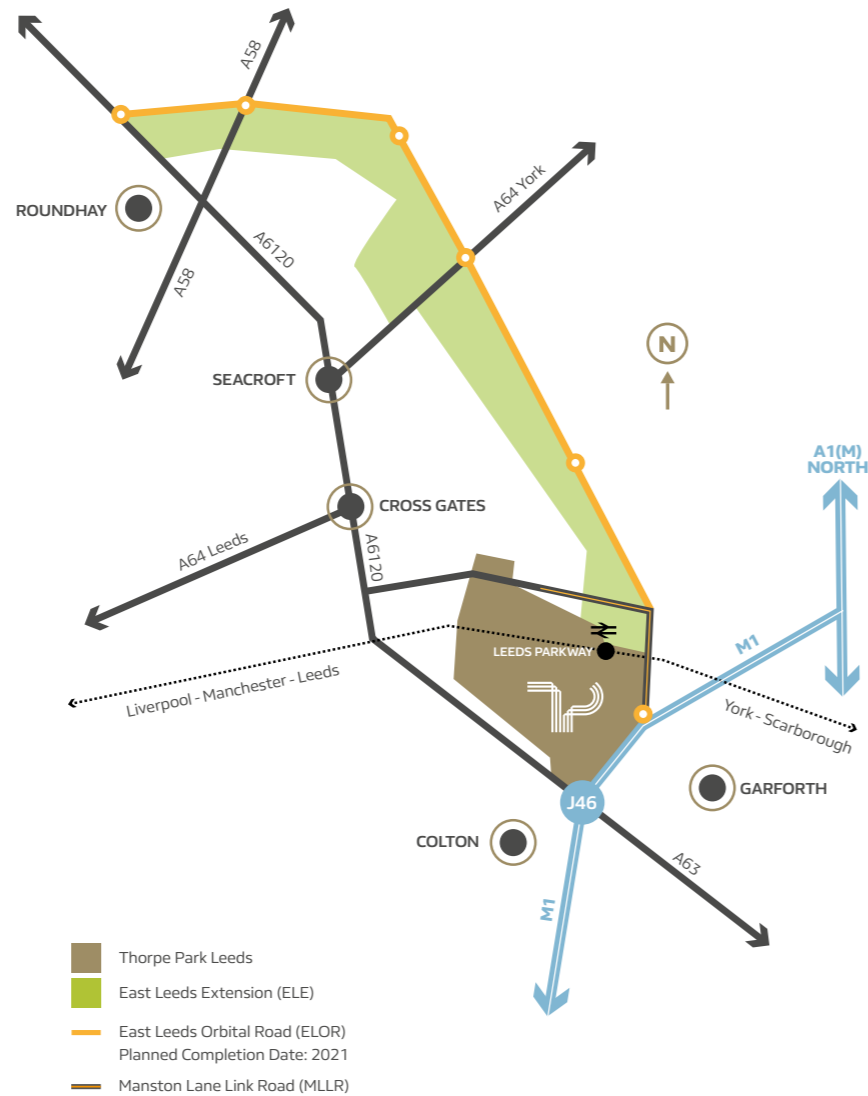 A58
ROUNDHAY
A6120
A58
A64 York
SEACROFT
N
A1(M)
NORTH
CROSS GATES
A64 Leeds
A6120
LEEDS PARKWAY
M1
Liverpool - Manchester - Leeds
York - Scarborough
GARFORTH
J46
COLTON
A63
M1
Thorpe Park Leeds
East Leeds Extension (ELE)
East Leeds Orbital Road (ELOR)
Planned Completion Date: 2021
Manston Lane Link Road (MLLR)